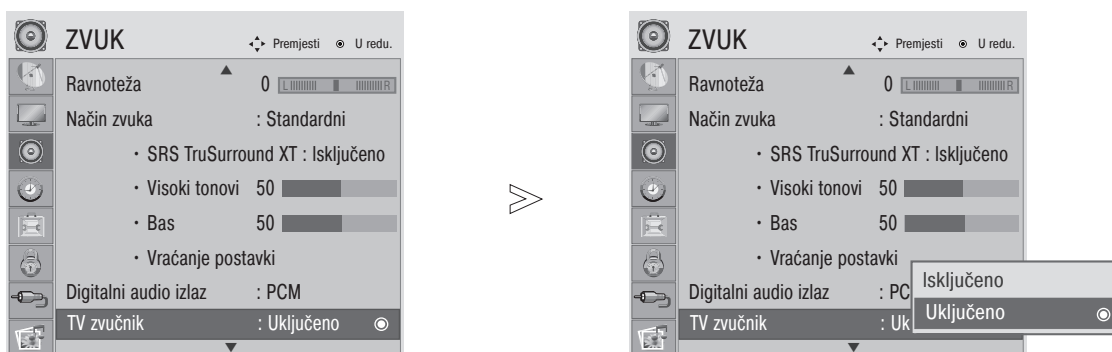 ZVUK Premjesti U redu.
Ravnoteža 0 L R
Način zvuka : Standardni
• SRS TruSurround XT : Isključeno
• Visoki tonovi 50
• Bas 50
• Vraćanje postavki
Digitalni audio izlaz : PCM
TV zvučnik : Uključeno
ZVUK Premjesti U redu.
Ravnoteža 0 L R
Način zvuka : Standardni
• SRS TruSurround XT : Isključeno
• Visoki tonovi 50
• Bas 50
• Vraćanje postavki
Digitalni audio izlaz : PC
TV zvučnik : Uk
Isključeno
Uključeno